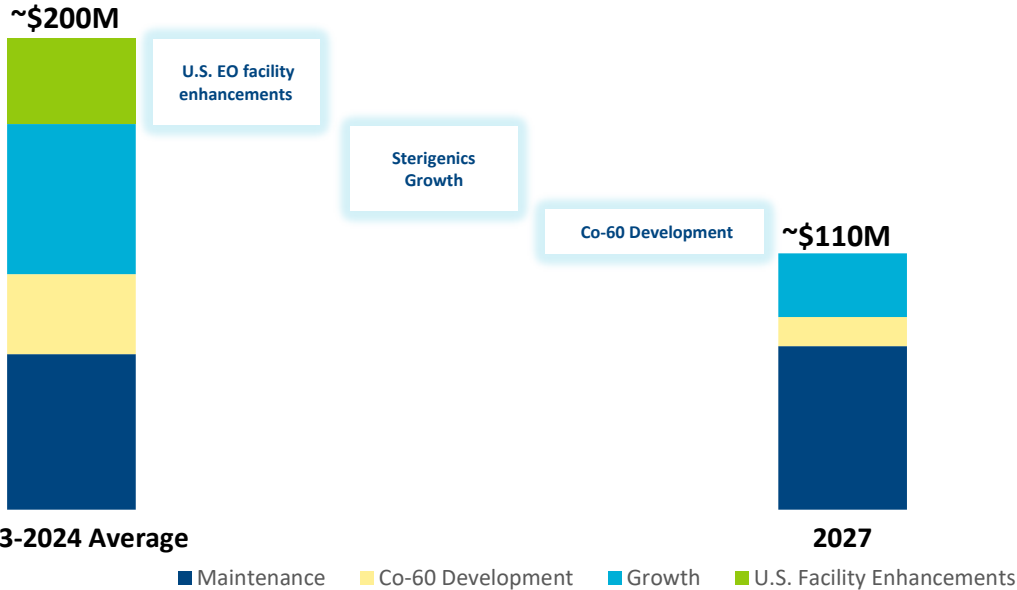 ~$200M
U.S. EO facility
enhancements
Sterigenics
Growth
Co-60 Development
~$110M
3-2024 Average
2027
Maintenance
Co-60 Development
Growth
U.S. Facility Enhancements